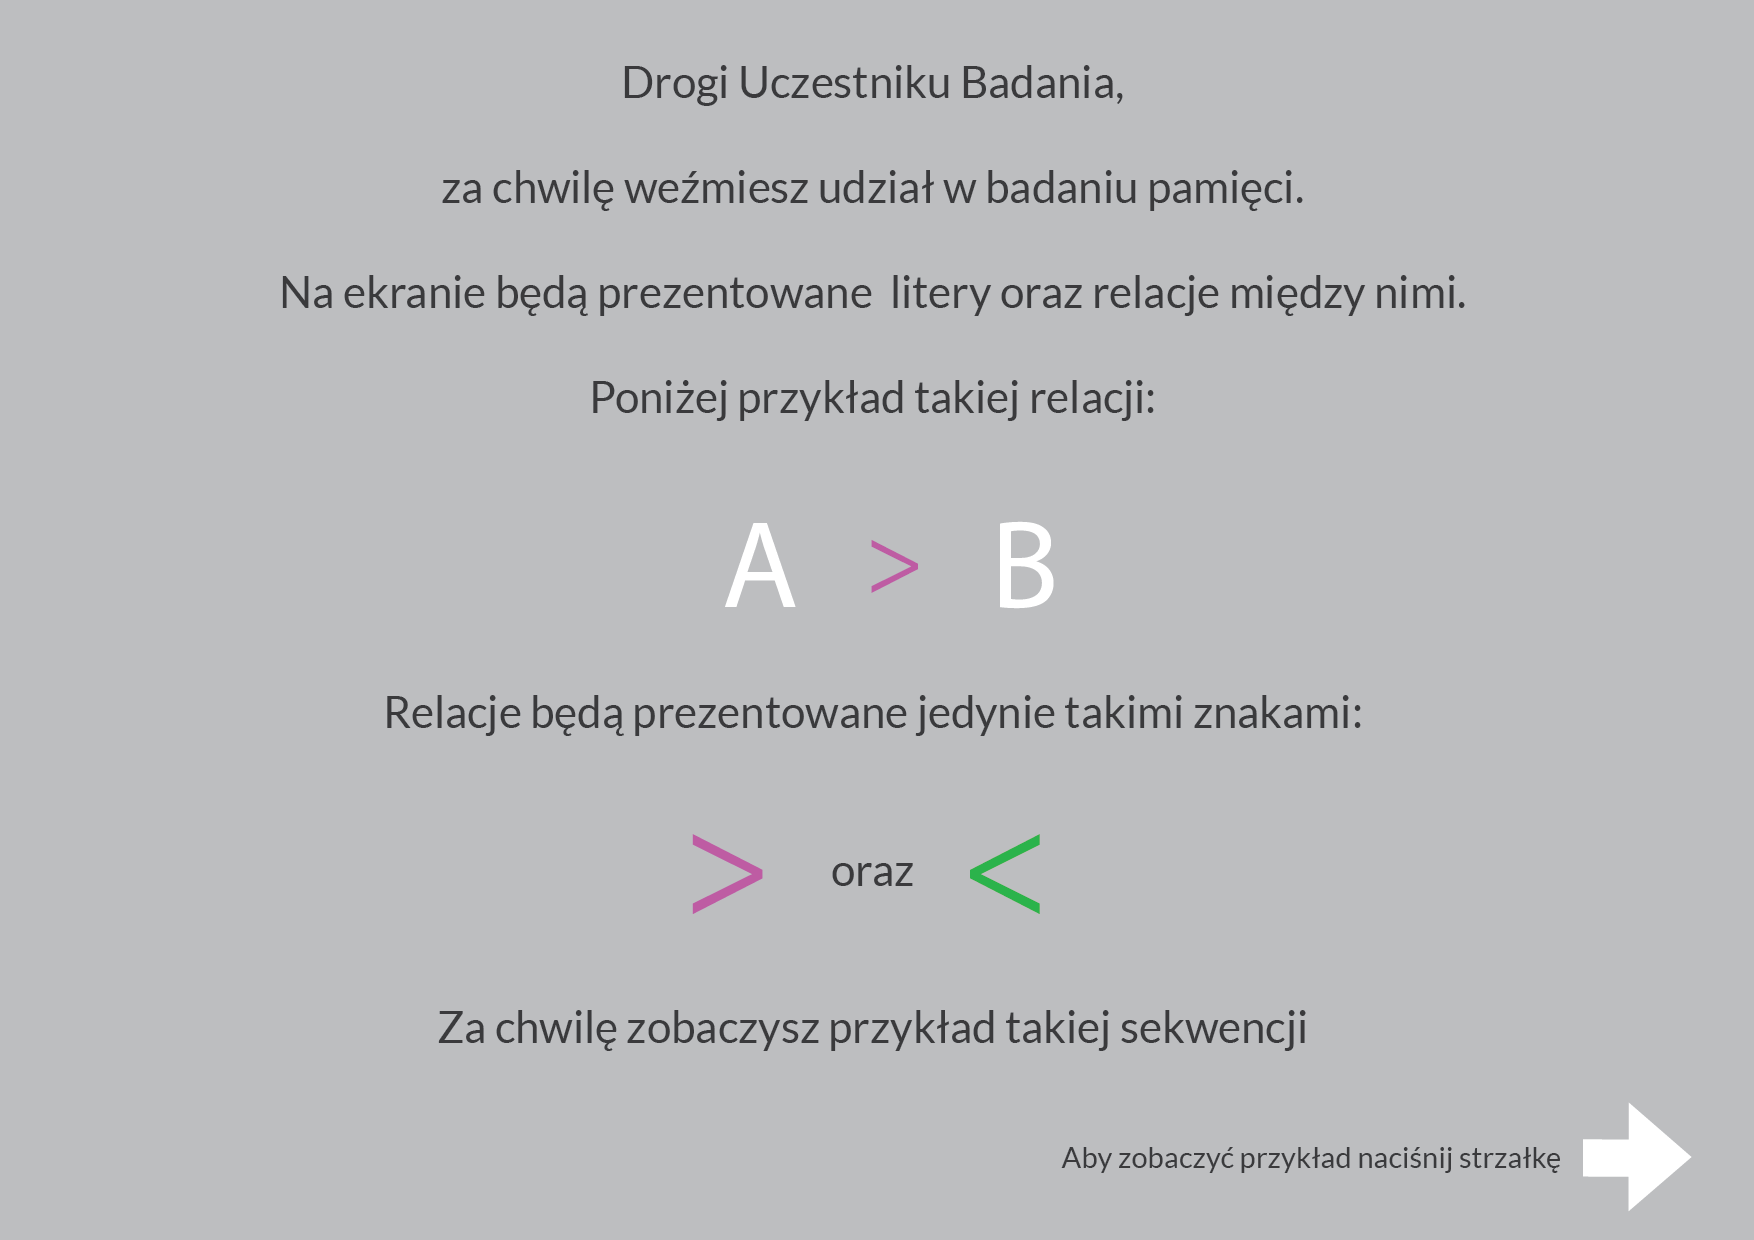 Drogi Uczestniku Badania,
za chwilę weźmiesz udział w badaniu pamięci.
Na ekranie będą prezentowane  litery oraz relacje między nimi.
Poniżej przykład takiej relacji:
A > B
Relacje będą prezentowane jedynie takimi znakami:
> oraz <
Za chwilę zobaczysz przykład takiej sekwencji
Aby zobaczyć przykład naciśnij strzałkę